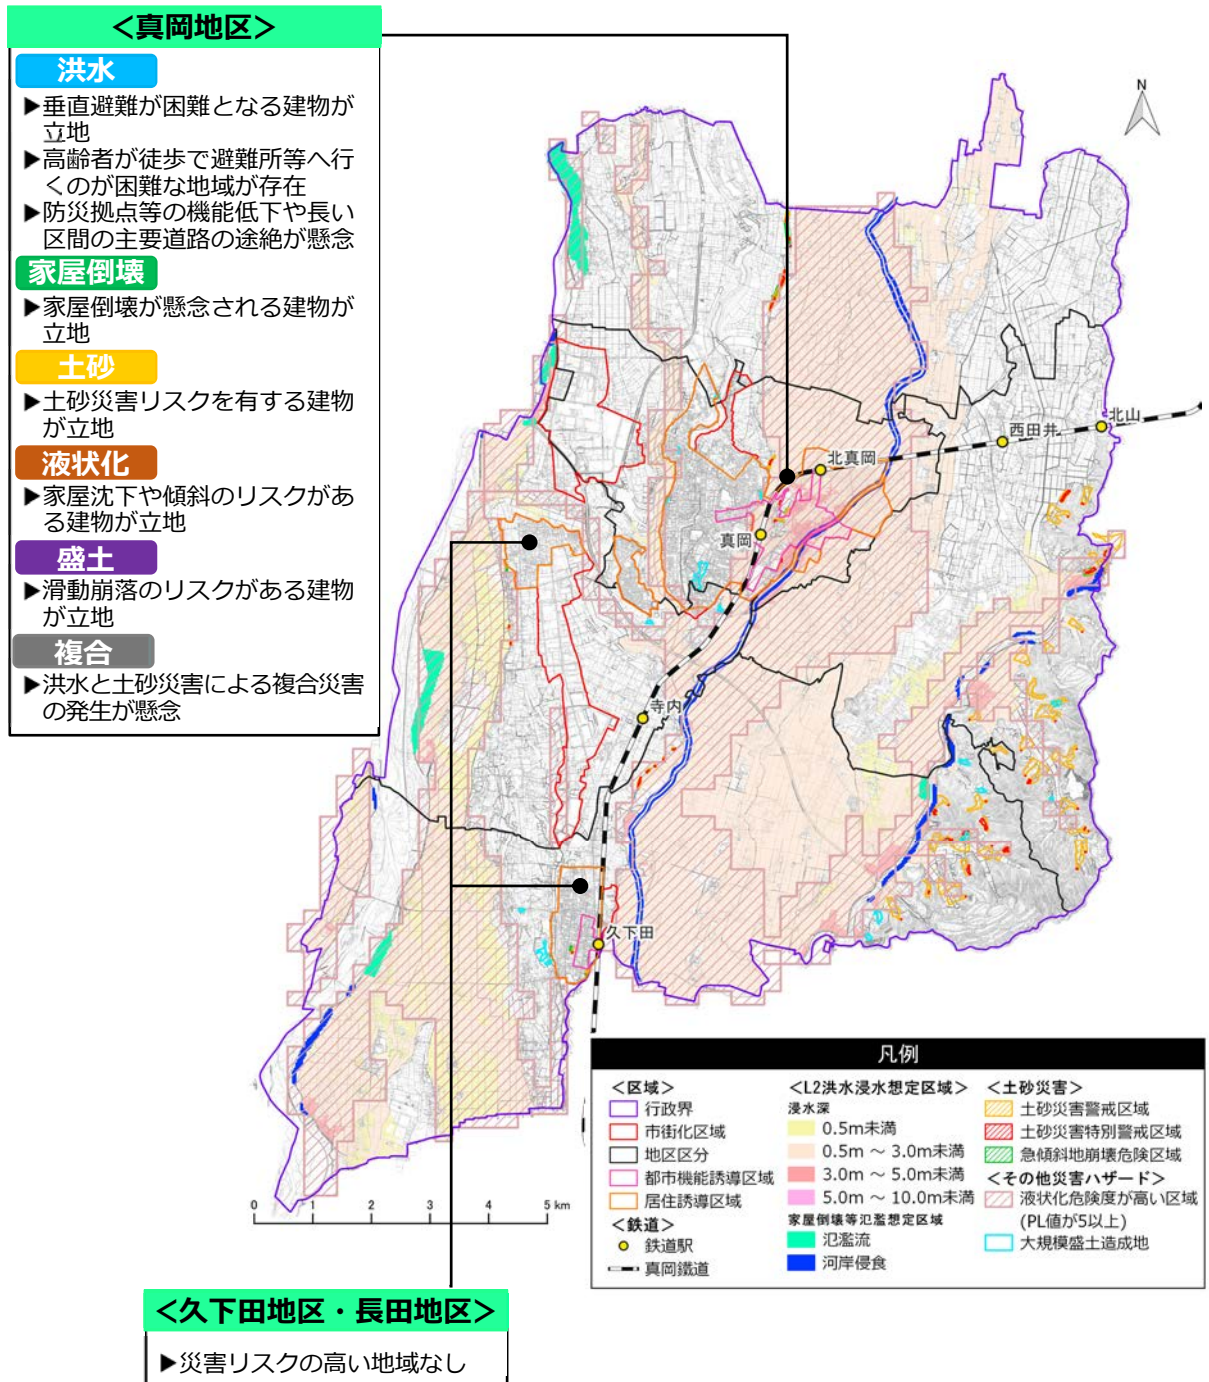 ＜真岡地区＞
洪水
▶垂直避難が困難となる建物が
立地
▶高齢者が徒歩で避難所等へ行
くのが困難な地域が存在
▶防災拠点等の機能低下や長い
区間の主要道路の途絶が懸念
家屋倒壊
▶家屋倒壊が懸念される建物が
立地
土砂
▶土砂災害リスクを有する建物
が立地
液状化
▶家屋沈下や傾斜のリスクがあ
る建物が立地
盛土
▶滑動崩落のリスクがある建物
が立地
複合
▶洪水と土砂災害による複合災害
の発生が懸念
N
北山
西田井
北真岡
真岡
寺内
久下田
0 1 2 3 4 5 km
凡例
＜区域＞
行政界
市街化区域
地区区分
都市機能誘導区域
居住誘導区域
＜鉄道＞
鉄道駅
真岡鐵道
＜L2洪水浸水想定区域＞
浸水深
0.5m未満
0.5m ～ 3.0m未満
3.0m ～ 5.0m未満
5.0m ～ 10.0m未満
家屋倒壊等氾濫想定区域
氾濫流
河岸侵食
＜土砂災害＞
土砂災害警戒区域
土砂災害特別警戒区域
急傾斜地崩壊危険区域
＜その他災害ハザード＞
液状化危険度が高い区域
(PL値が5以上)
大規模盛土造成地
＜久下田地区・長田地区＞
▶災害リスクの高い地域なし